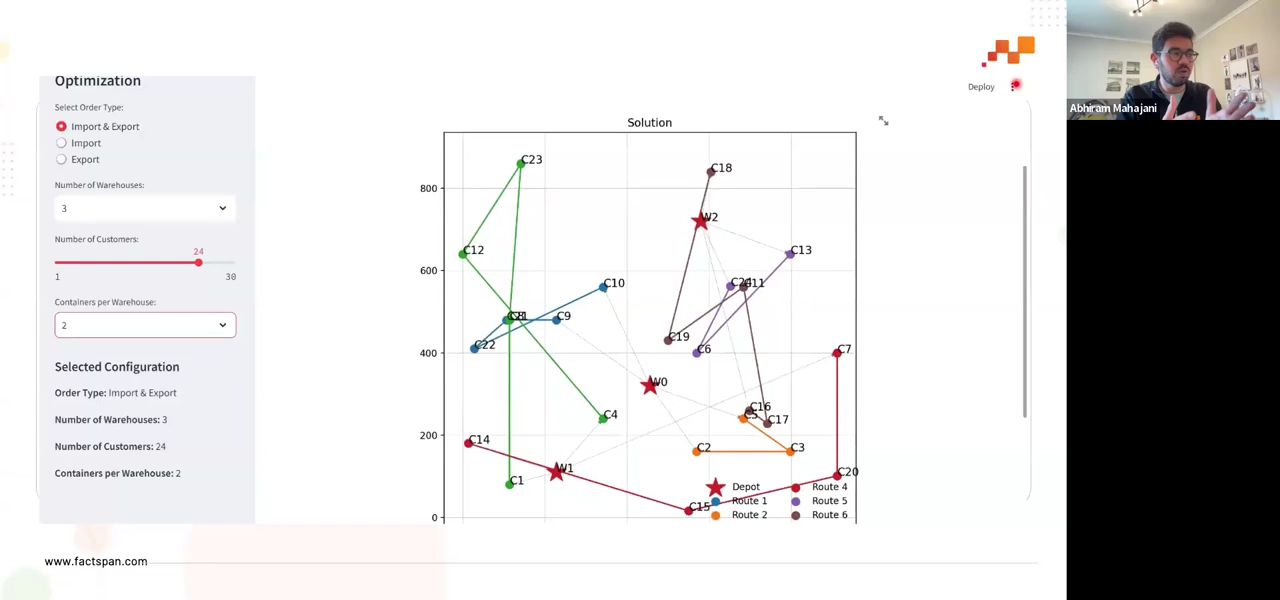 Optimization
Select Order Type:
Import & Export
Import
Export
Number of Warehouses:
3
Number of Customers:
24
1 30
Containers per Warehouse:
2
Selected Configuration
Order Type: Import & Export
Number of Warehouses: 3
Number of Customers: 24
Containers per Warehouse: 2
www.factspan.com
Deploy
Solution
800
600
400
200
0
C23
C18
W2
C12
C13
C10
C9
C22
C19
C6
C7
W0
C4
C16
C17
C14
C2
C3
W1
C1
C20
C15
Depot
Route 1
Route 2
Route 4
Route 5
Route 6
Abhiram Mahajani